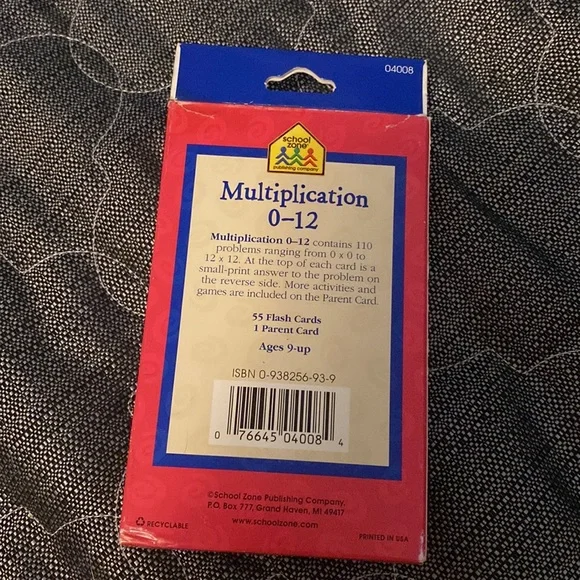 04008
school
zone
publishing company
Multiplication
0–12
Multiplication 0–12 contains 110
problems ranging from 0 x 0 to
12 x 12. At the top of each card is a
small-print answer to the problem on
the reverse side. More activities and
games are included on the Parent Card.
55 Flash Cards
1 Parent Card
Ages 9-up
ISBN 0-938256-93-9
0 76645 04008 4
©School Zone Publishing Company,
P.O. Box 777, Grand Haven, MI 49417
www.schoolzone.com
RECYCLABLE
PRINTED IN USA